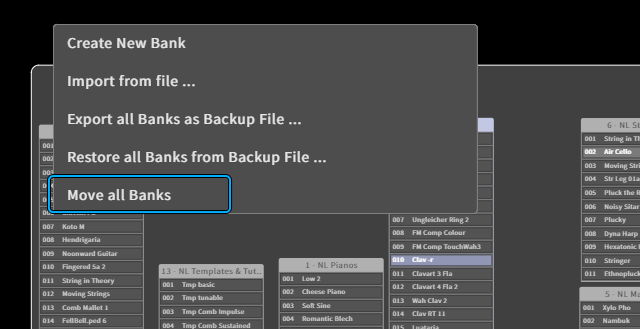 Create New Bank
Import from file ...
Export all Banks as Backup File ...
Restore all Banks from Backup File ...
Move all Banks
007 Koto M
008 Hendrigaria
009 Noonward Guitar
010 Fingered Sa 2
011 String in Theory
012 Moving Strings
013 Comb Mallet 1
014 FellBell.ped 6
13 - NL Templates & Tut..
001 Tmp basic
002 Tmp tunable
003 Tmp Comb Impulse
004 Tmp Comb Sustained
1 - NL Pianos
001 Low 2
002 Cheese Piano
003 Soft Sine
004 Romantic Blech
007 Ungleicher Ring 2
008 FM Comp Colour
009 FM Comp TouchWah3
010 Clav-r
011 Clavart 3 Fla
012 Clavart 4 Fla 2
013 Wah Clav 2
014 Clav RT 11
015 Luataria
6 - NL St
001 String in Th
002 Air Cello
003 Moving Stri
004 Str Leg 01a
005 Pluck the R
006 Noisy Sitar
007 Plucky
008 Dyna Harp
009 Hexatonic
010 Stringer
011 Ethnopluck
5 - NL Ma
001 Xylo Pho
002 Nambuk